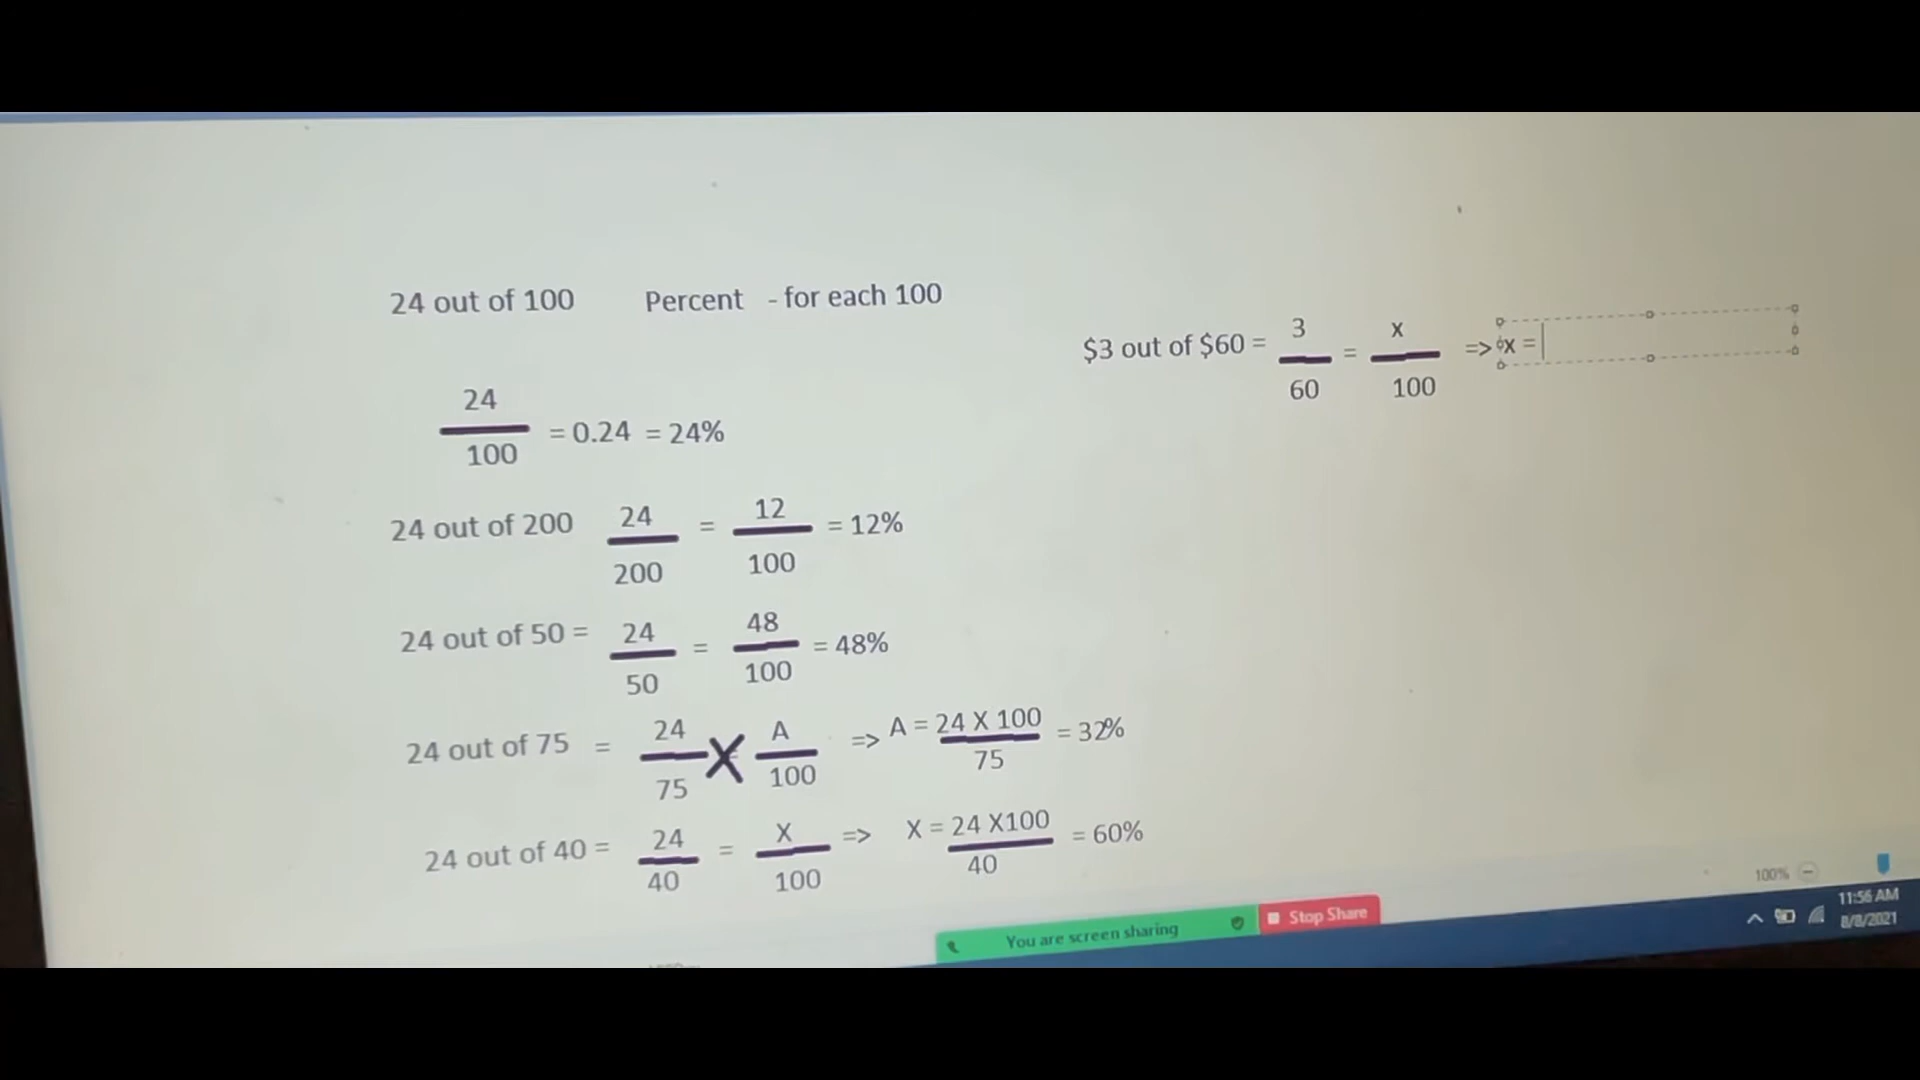 24 out of 100 Percent - for each 100
24
100
= 0.24 = 24%
24 out of 200 24
200
=
12
100
= 12%
24 out of 50 = 24
50
=
48
100
= 48%
24 out of 75 = 24
75
X
A
100
=> A = 24 X 100
75
= 32%
24 out of 40 = 24
40
=
X
100
=> X = 24 X100
40
= 60%
$3 out of $60 = 3
60
=
x
100
=> x =
You are screen sharing
Stop Share
100%
11:56 AM
8/8/2021